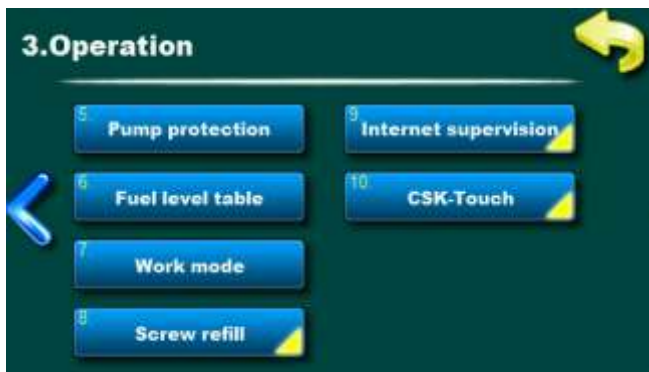 3.Operation
5.
Pump protection
6.
Fuel level table
7
Work mode
8
Screw refill
9
Internet supervision
10.
CSK-Touch